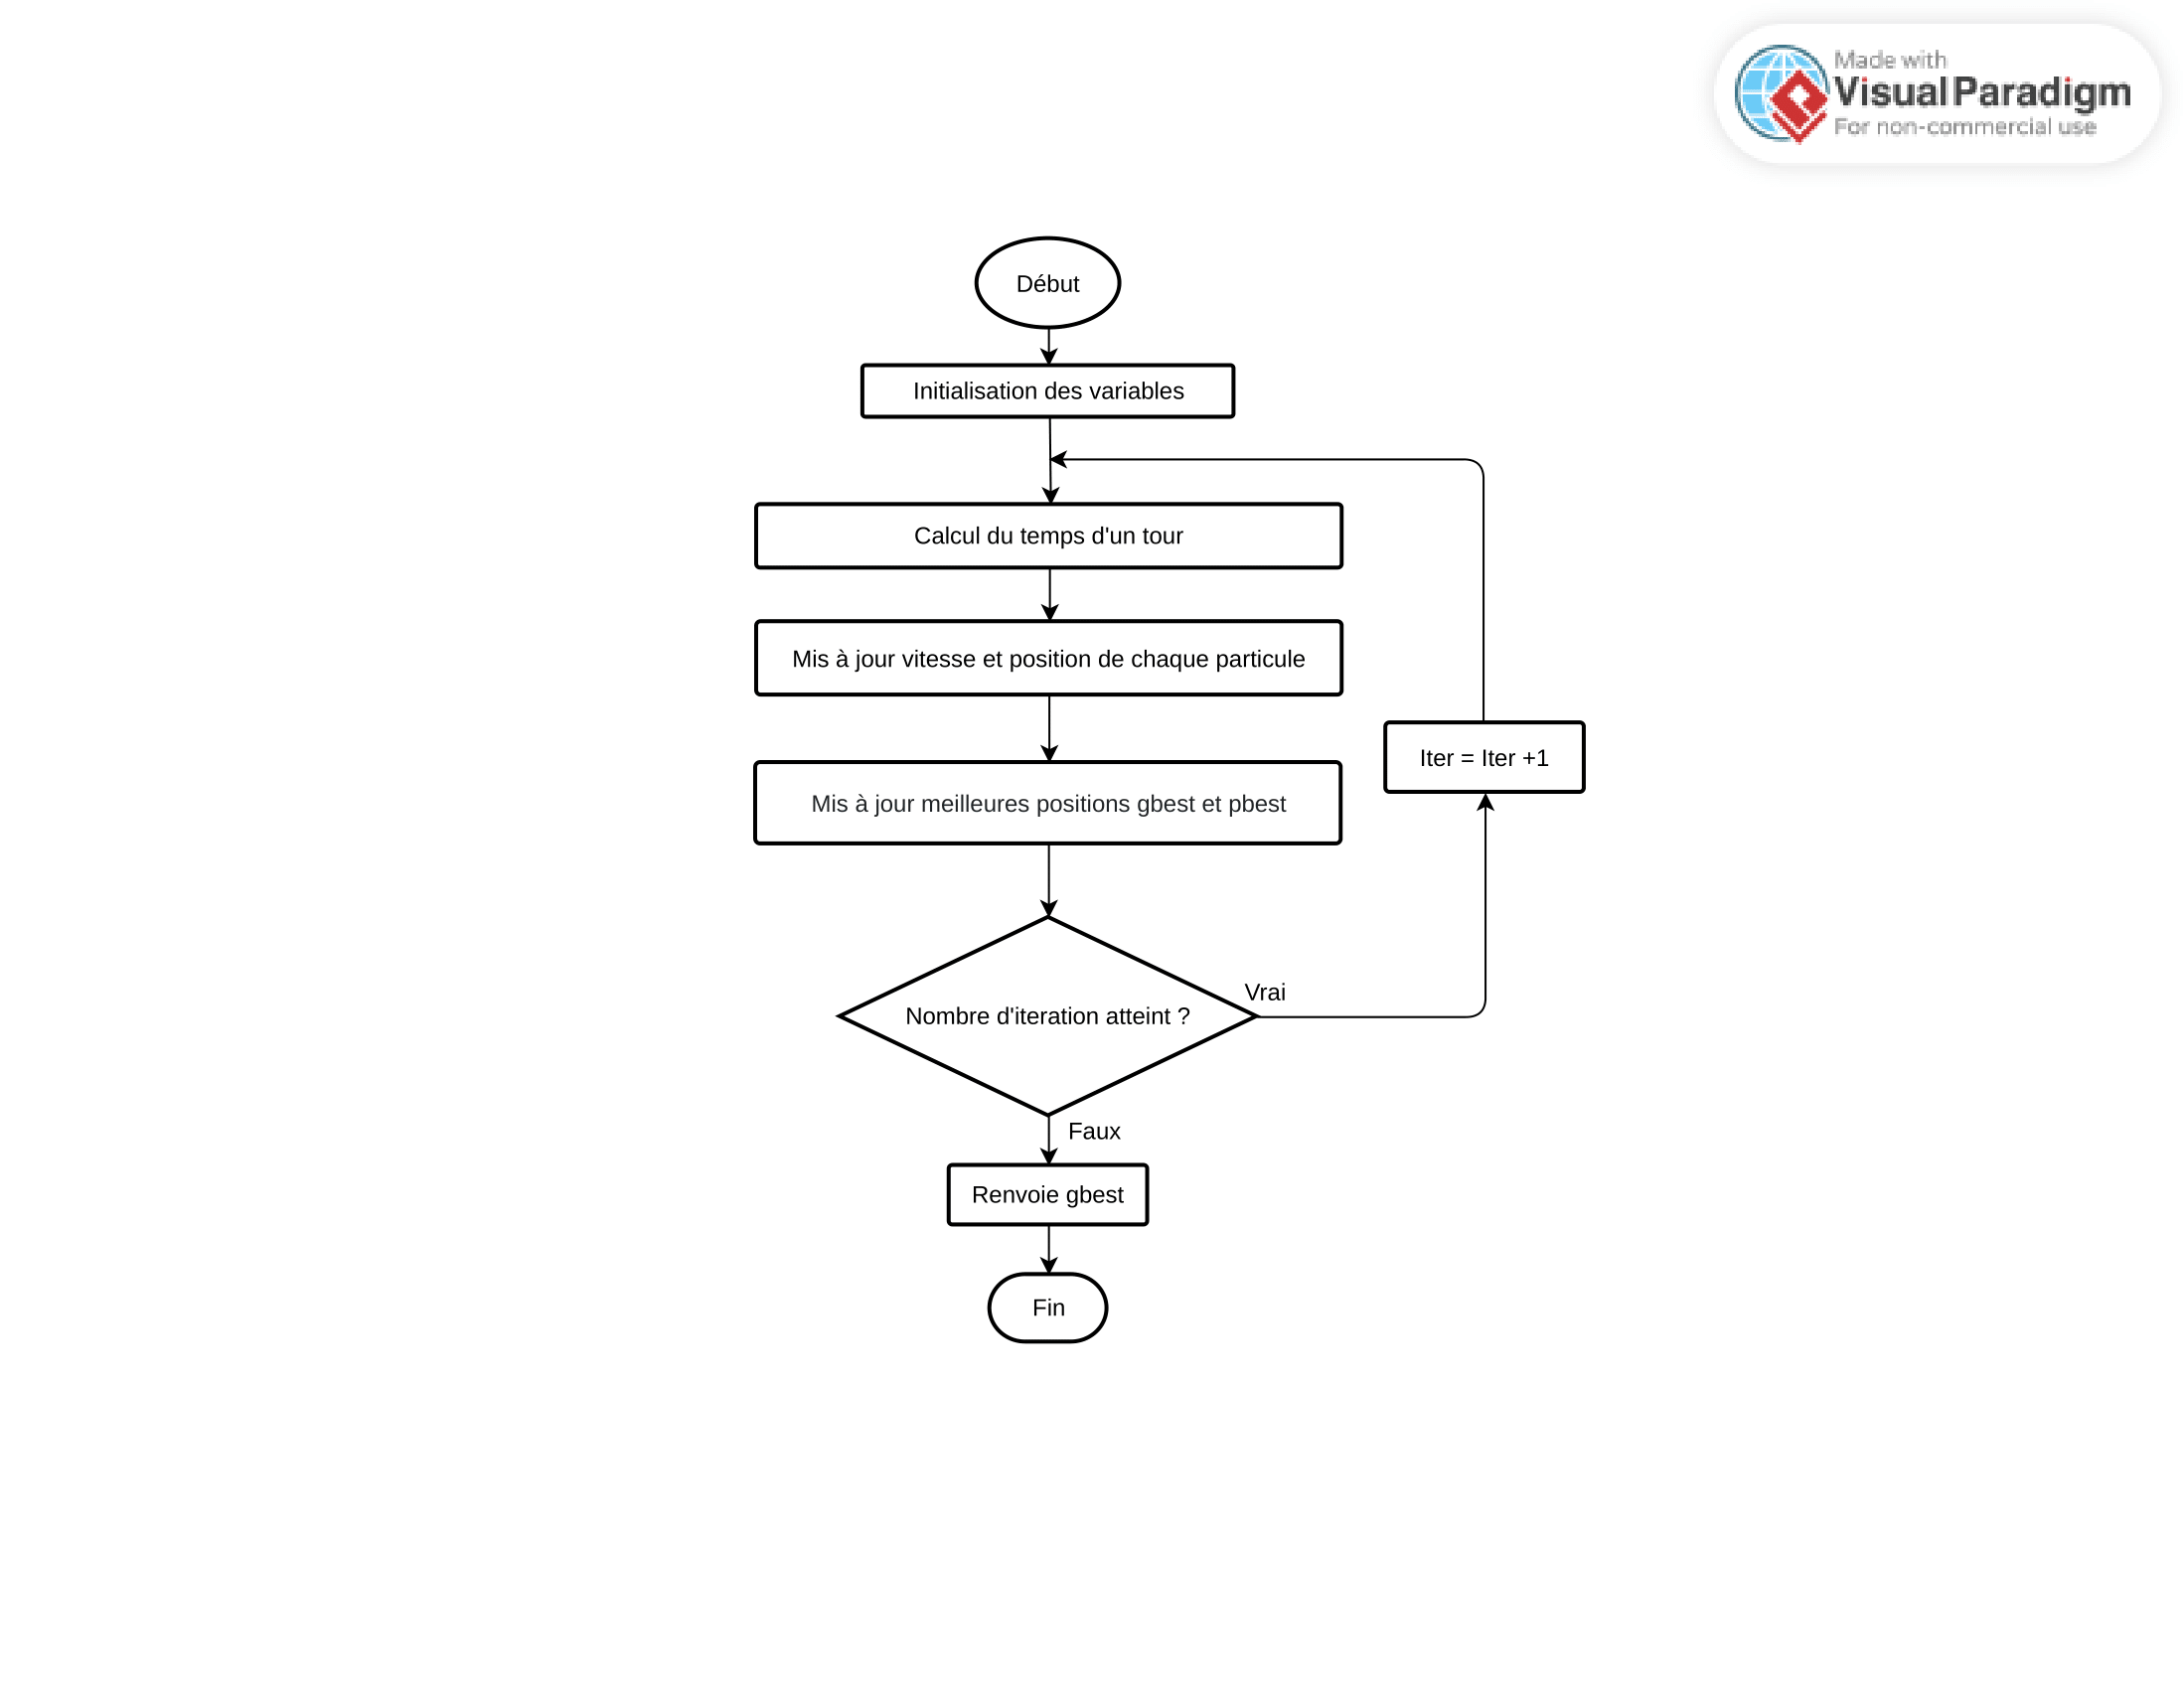 Made with
Visual Paradigm
For non-commercial use
Début
Initialisation des variables
Calcul du temps d'un tour
Mis à jour vitesse et position de chaque particule
Iter = Iter +1
Mis à jour meilleures positions gbest et pbest
Vrai
Nombre d'iteration atteint ?
Faux
Renvoie gbest
Fin